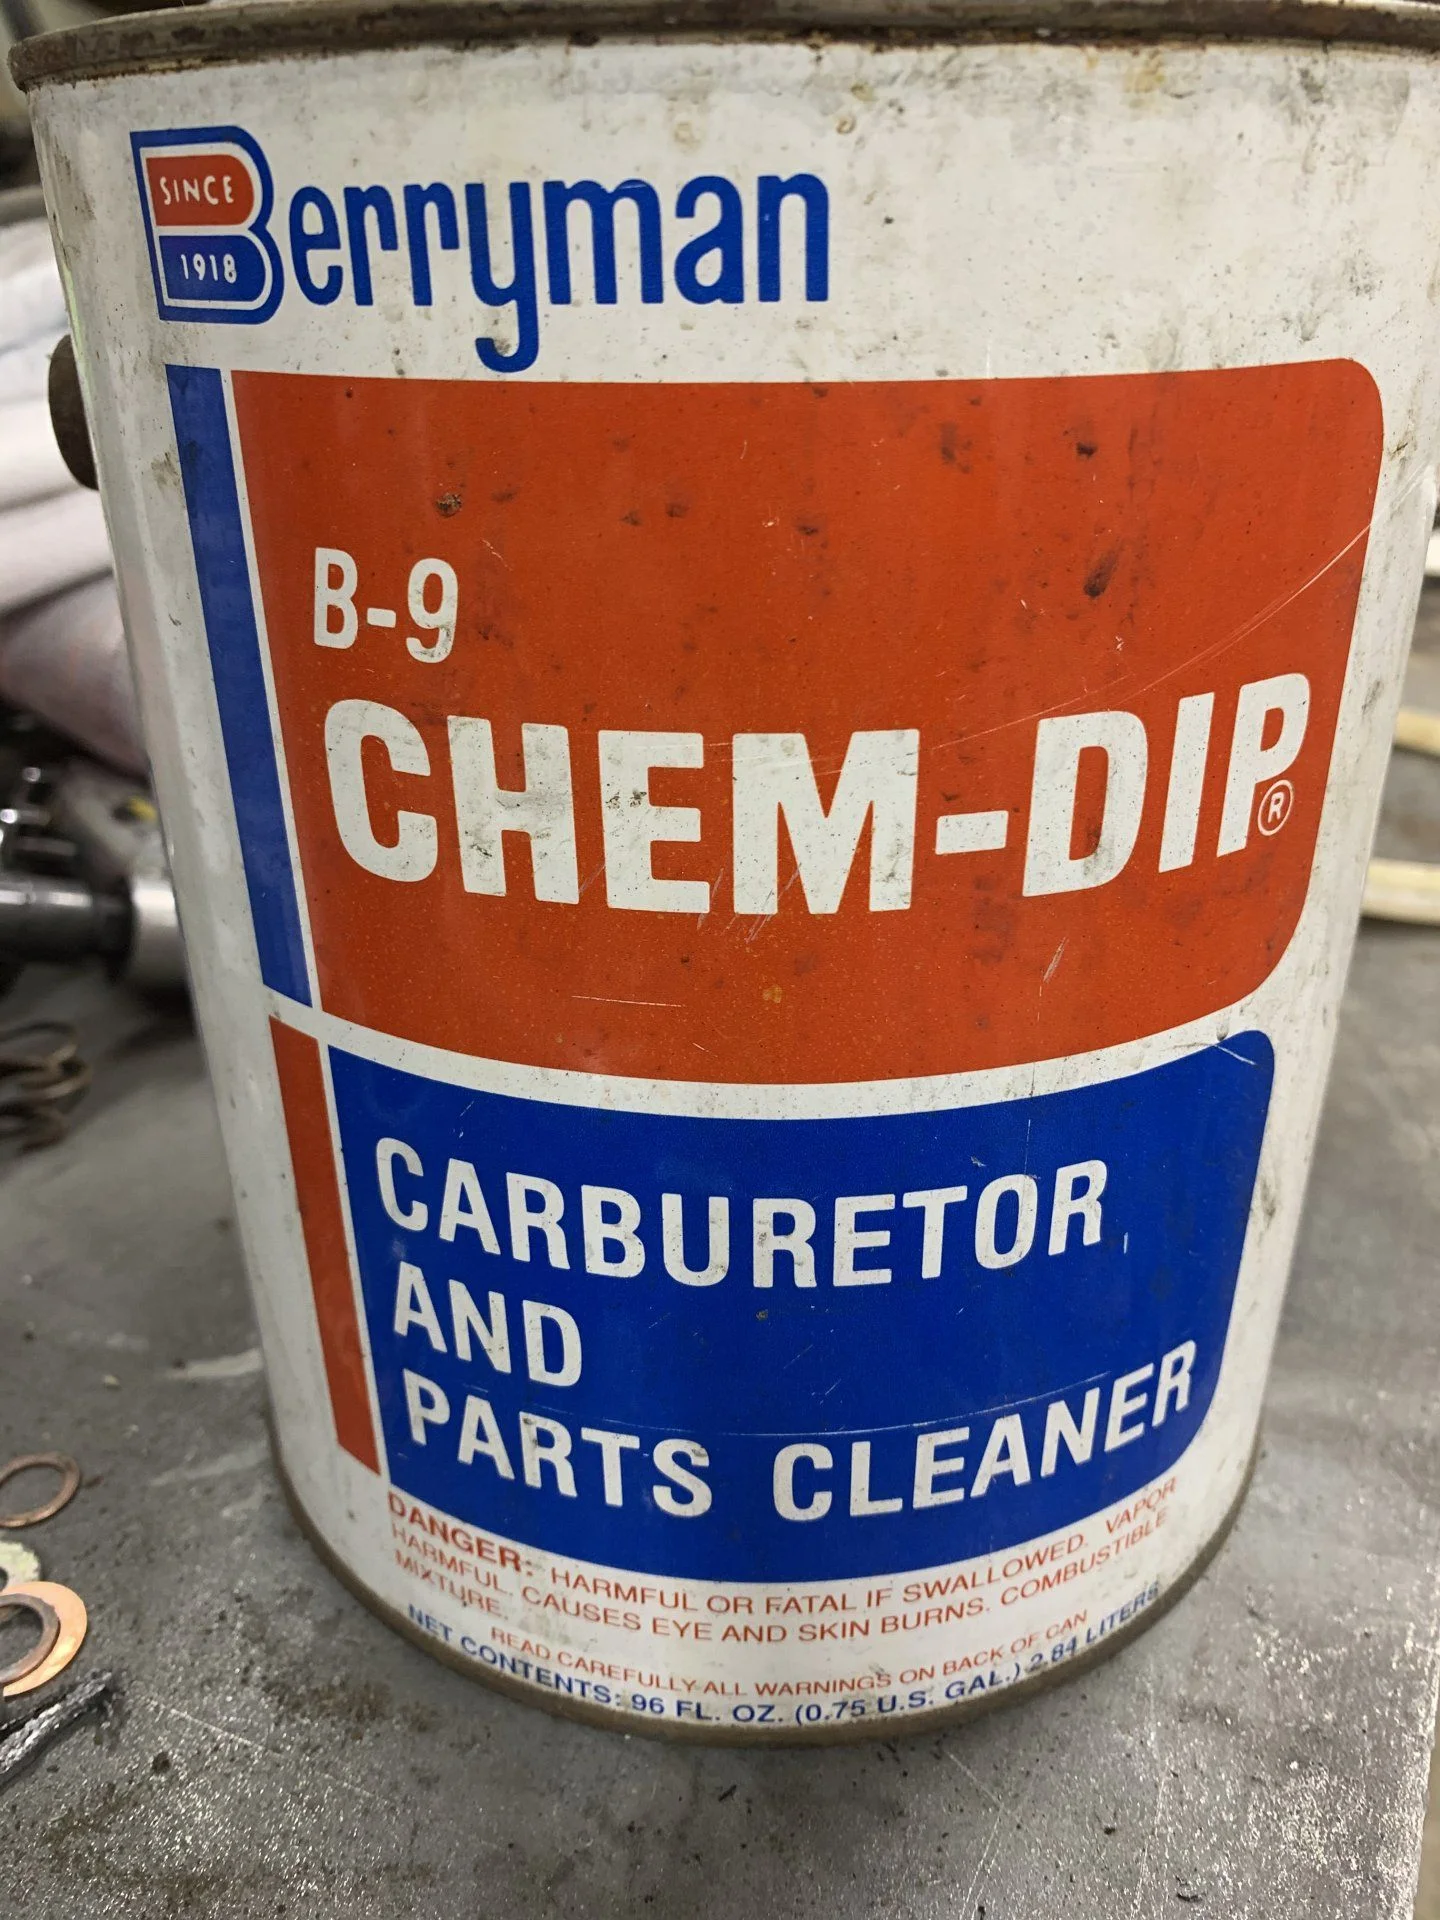 SINCE
1918
Berryman
B-9
CHEM-DIP®
CARBURETOR
AND
PARTS CLEANER
DANGER: HARMFUL OR FATAL IF SWALLOWED. VAPOR
HARMFUL. CAUSES EYE AND SKIN BURNS. COMBUSTIBLE
MIXTURE.
READ CAREFULLY ALL WARNINGS ON BACK OF CAN
NET CONTENTS: 96 FL. OZ. (0.75 U.S. GAL.) 2.84 LITERS